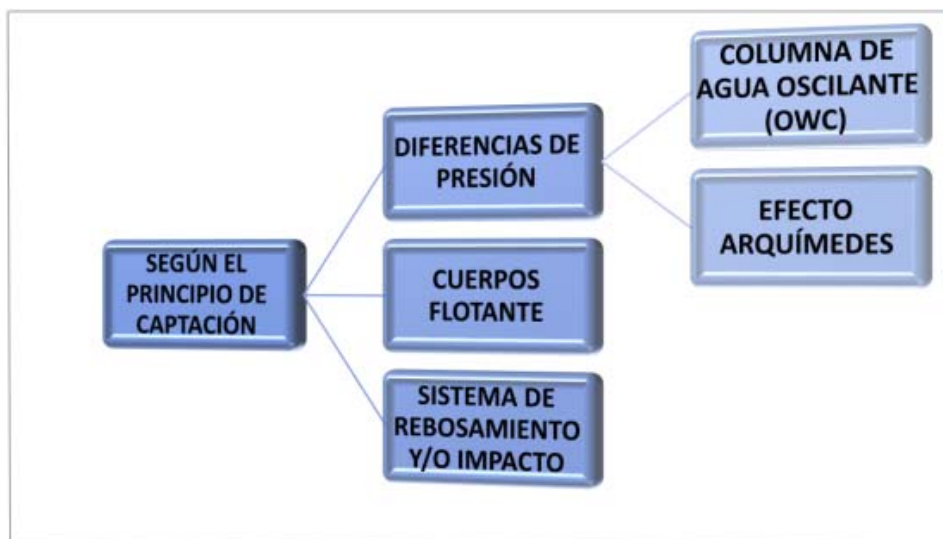 SEGÚN EL
PRINCIPIO DE
CAPTACIÓN
DIFERENCIAS DE
PRESIÓN
COLUMNA DE
AGUA OSCILANTE
(OWC)
EFECTO
ARQUÍMEDES
CUERPOS
FLOTANTE
SISTEMA DE
REBOSAMIENTO
Y/O IMPACTO